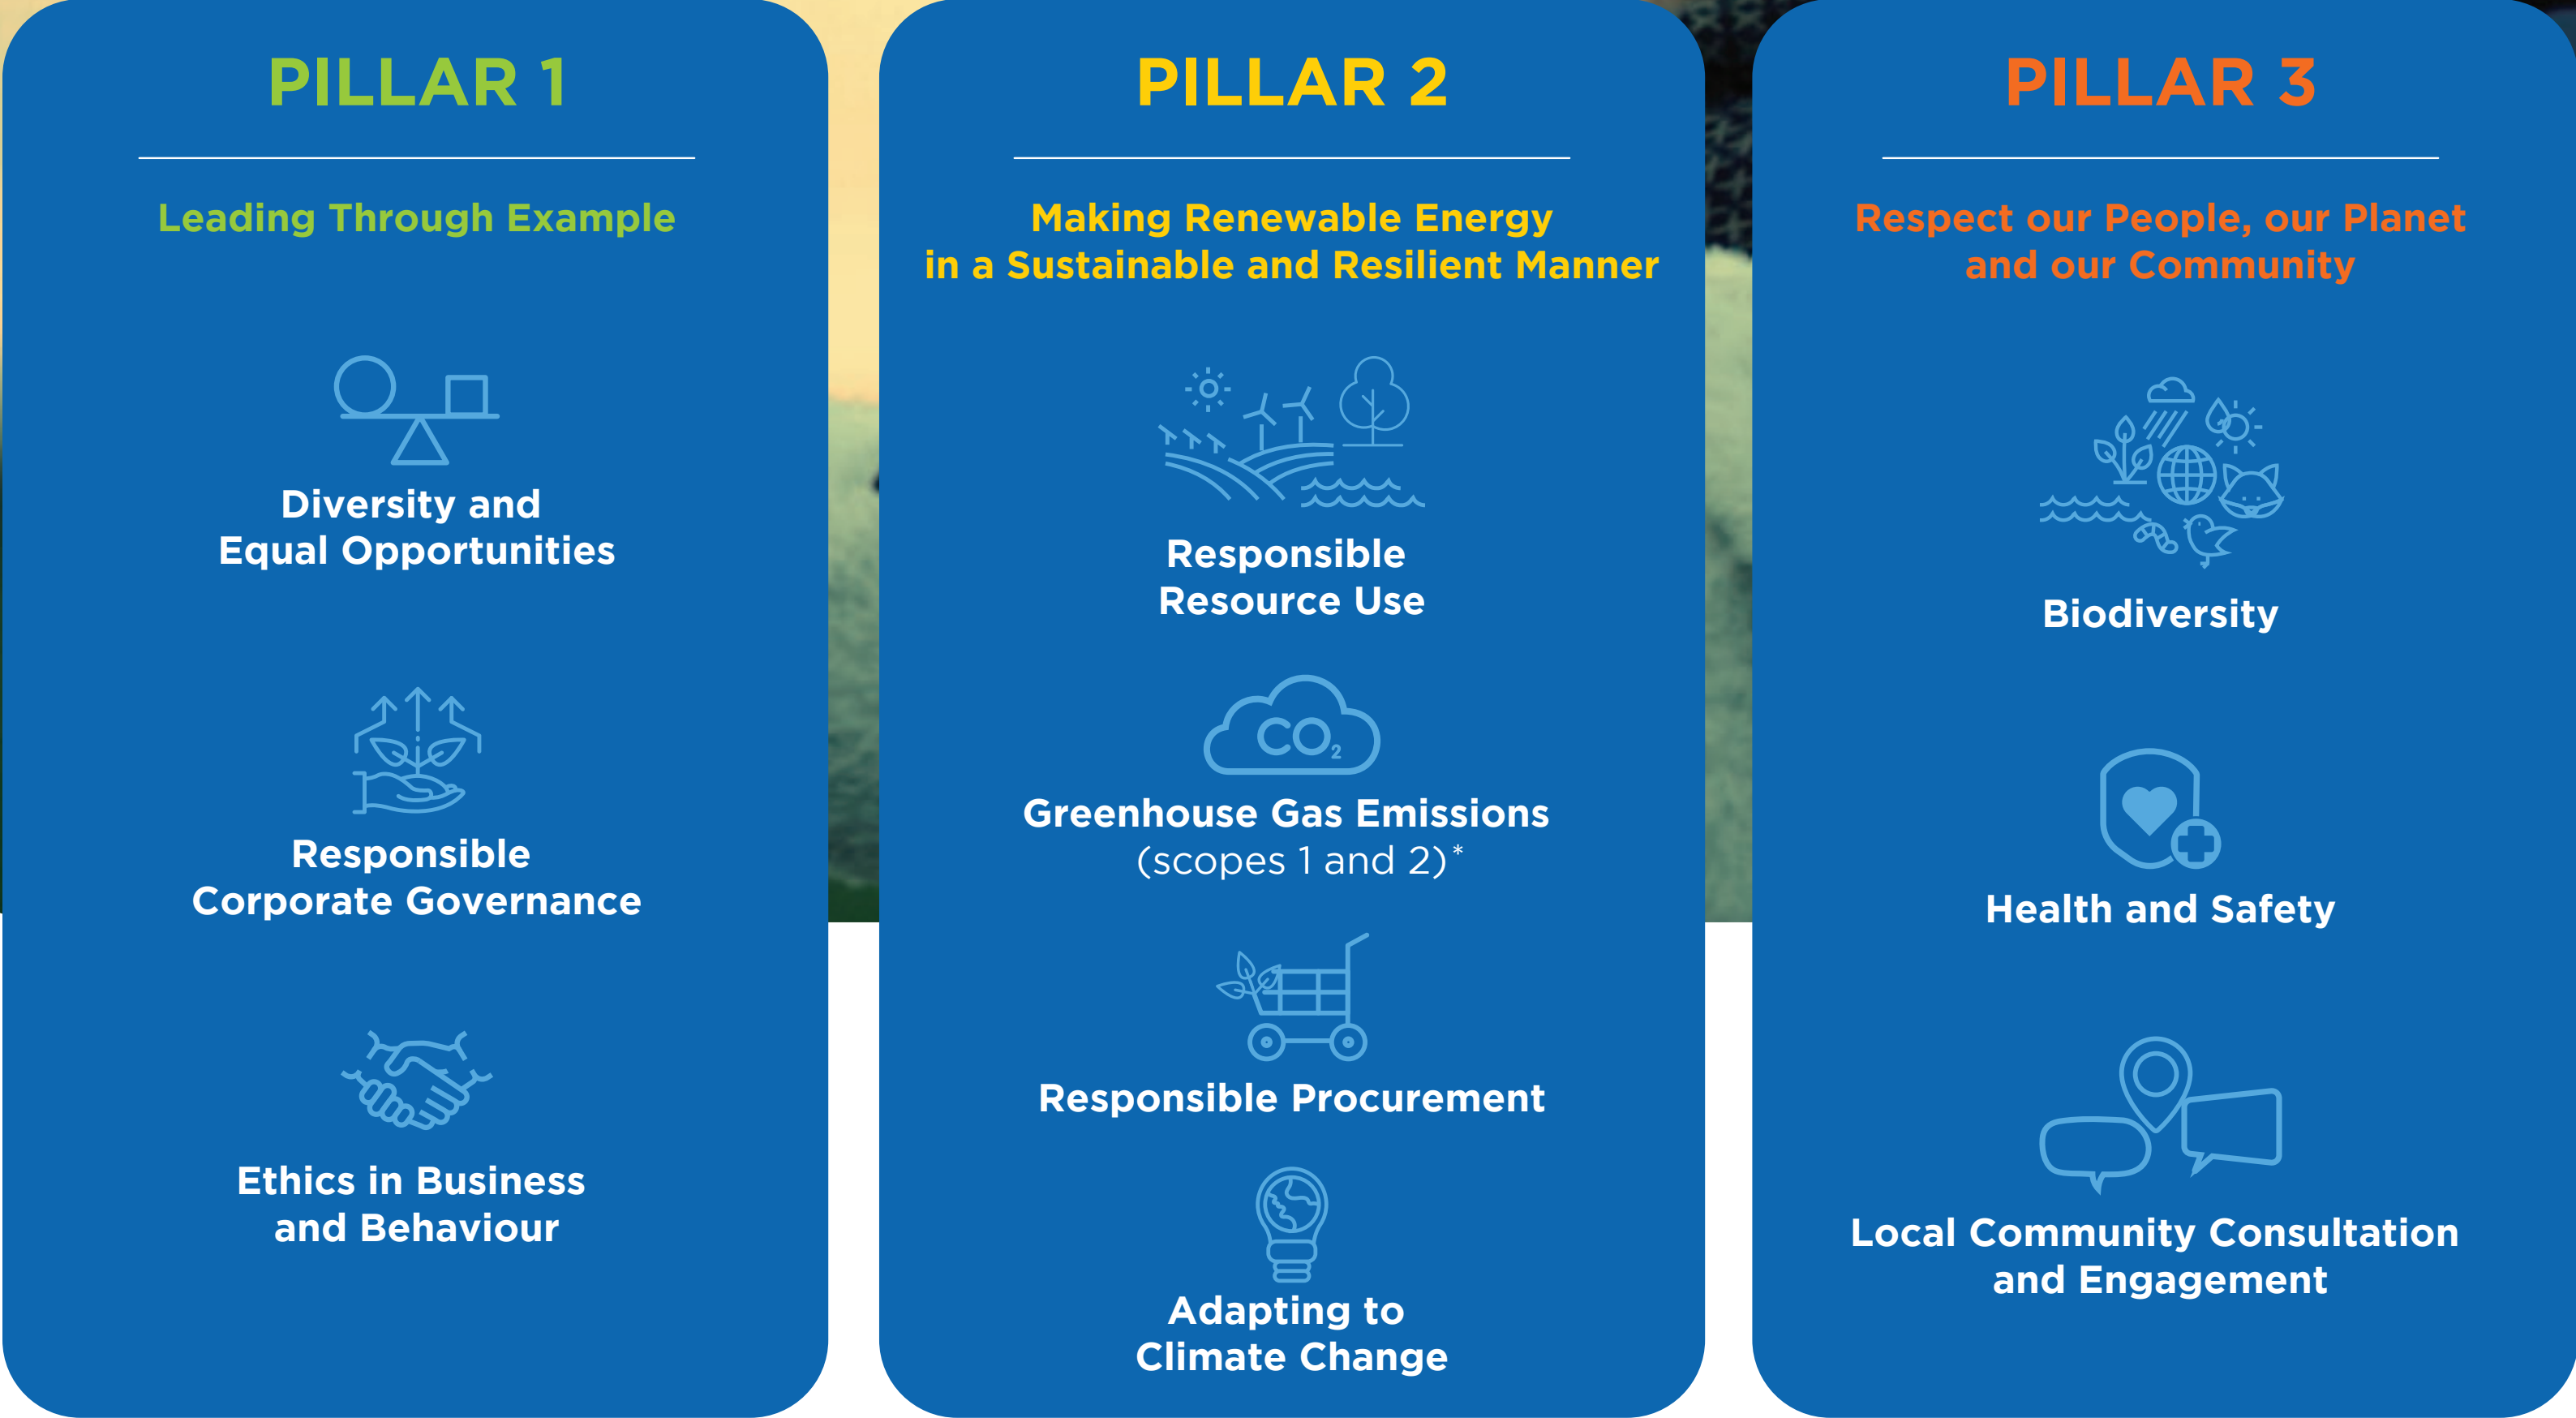 PILLAR 1
Leading Through Example
Diversity and
Equal Opportunities
Responsible
Corporate Governance
Ethics in Business
and Behaviour
PILLAR 2
Making Renewable Energy
in a Sustainable and Resilient Manner
Responsible
Resource Use
CO₂
Greenhouse Gas Emissions
(scopes 1 and 2)*
Responsible Procurement
Adapting to
Climate Change
PILLAR 3
Respect our People, our Planet
and our Community
Biodiversity
Health and Safety
Local Community Consultation
and Engagement